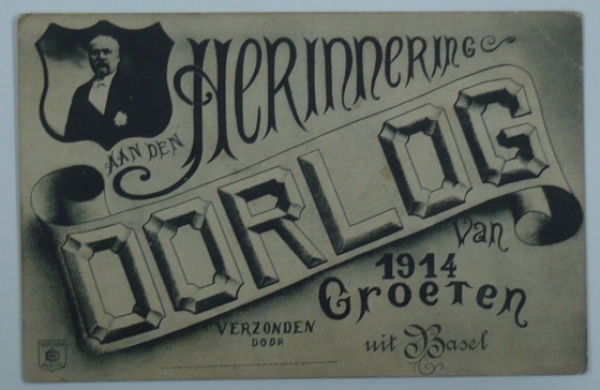 HERINNERING
AAN DEN
OORLOG
van
1914
Groeten
VERZONDEN
DOOR
uit Basel